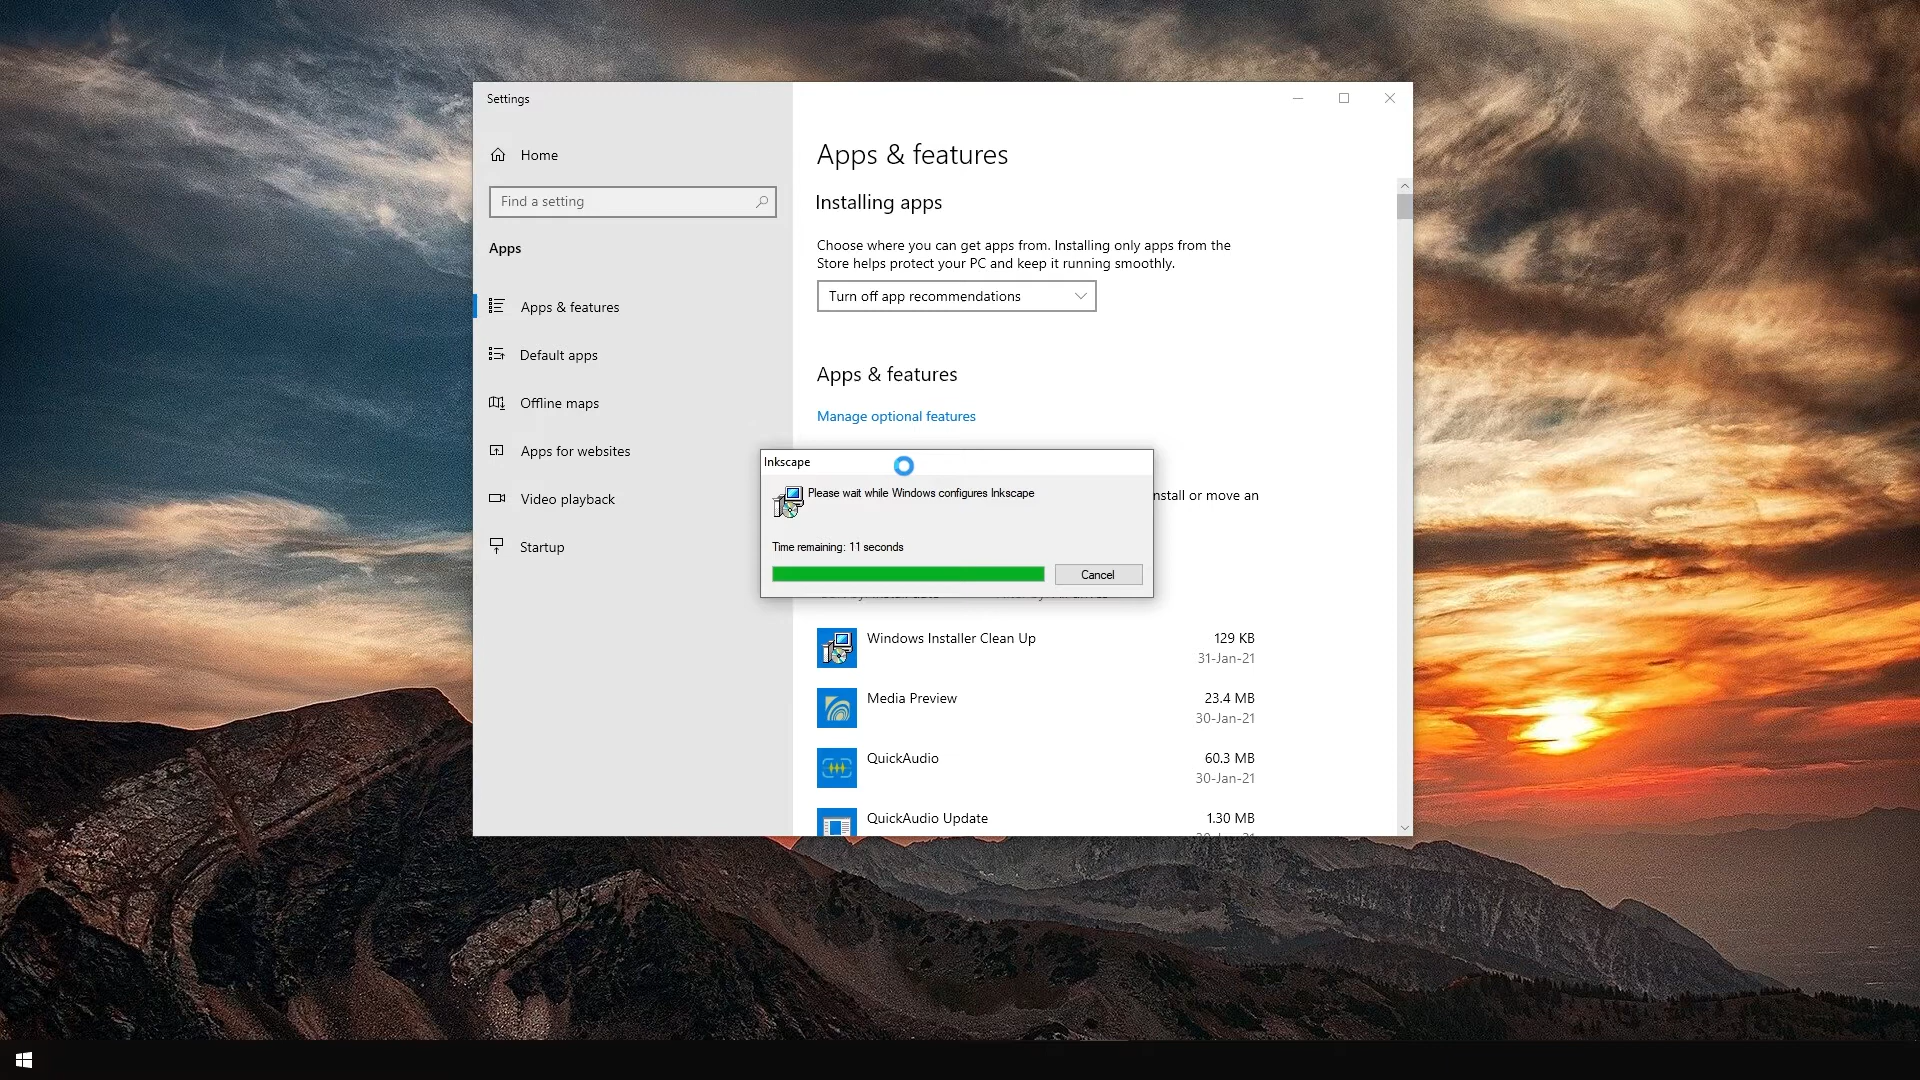 Settings
Home
Find a setting
Apps
Apps & features
Default apps
Offline maps
Apps for websites
Video playback
Startup
Apps & features
Installing apps
Choose where you can get apps from. Installing only apps from the
Store helps protect your PC and keep it running smoothly.
Turn off app recommendations
Apps & features
Manage optional features
nstall or move an
Inkscape
Please wait while Windows configures Inkscape
Time remaining: 11 seconds
Cancel
Windows Installer Clean Up
129 KB
31-Jan-21
Media Preview
23.4 MB
30-Jan-21
QuickAudio
60.3 MB
30-Jan-21
QuickAudio Update
1.30 MB